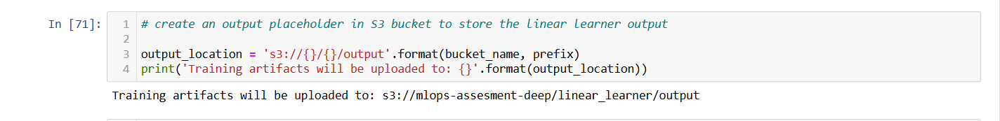 In [71]:
1 # create an output placeholder in S3 bucket to store the linear learner output
2
3 output_location = 's3://{}/{}/output'.format(bucket_name, prefix)
4 print('Training artifacts will be uploaded to: {}'.format(output_location))
Training artifacts will be uploaded to: s3://mlops-assesment-deep/linear_learner/output